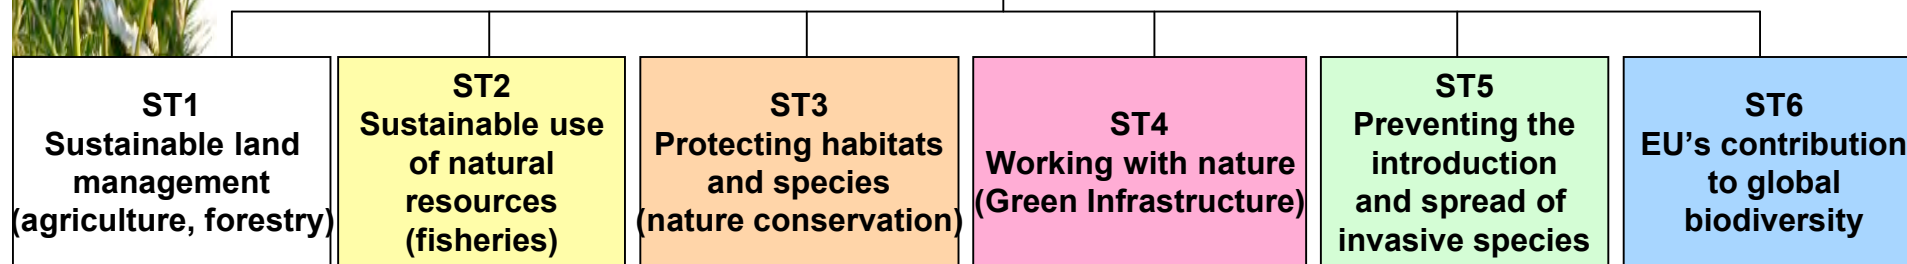 ST1
Sustainable land
management
(agriculture, forestry)
ST2
Sustainable use
of natural
resources
(fisheries)
ST3
Protecting habitats
and species
(nature conservation)
ST4
Working with nature
(Green Infrastructure)
ST5
Preventing the
introduction
and spread of
invasive species
ST6
EU's contribution
to global
biodiversity